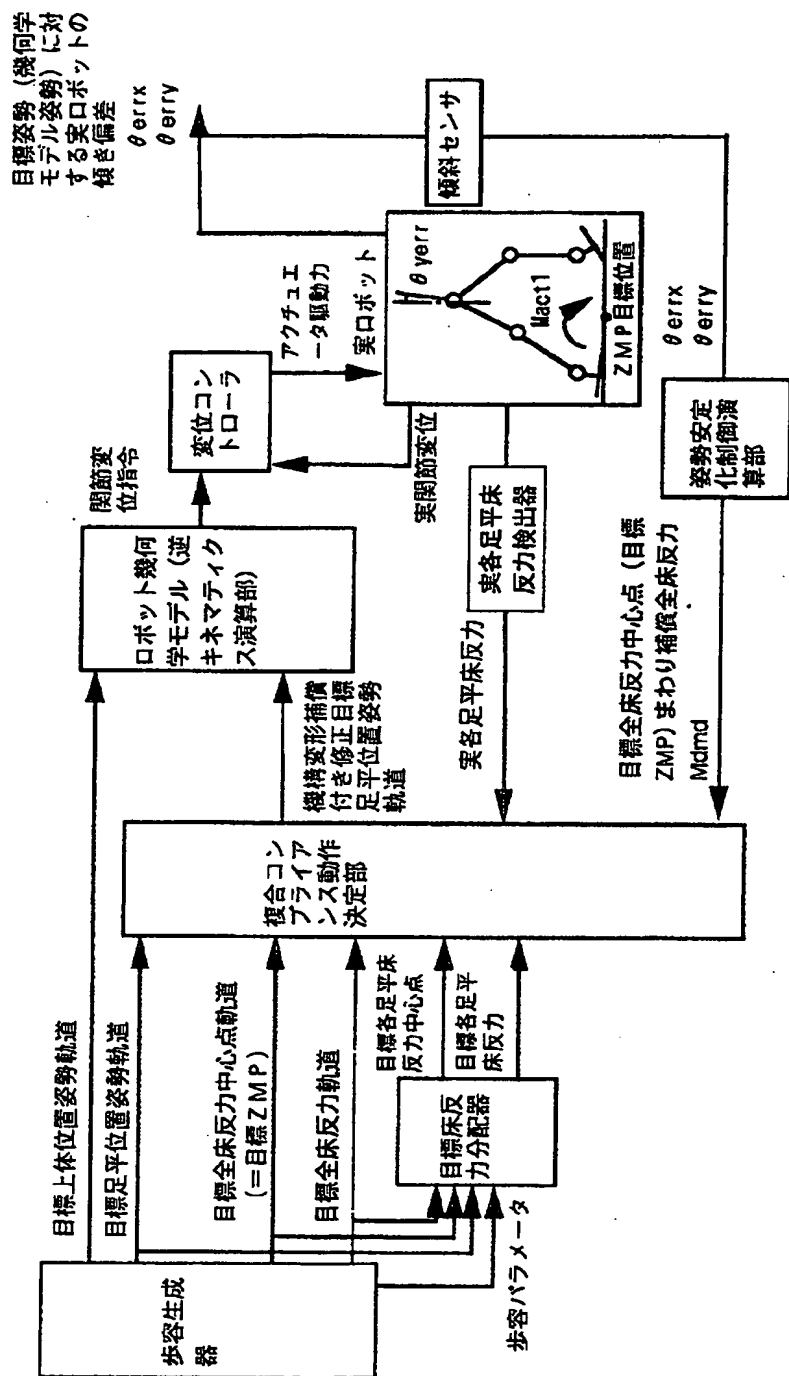 歩容生成
器
目標上体位置姿勢軌道
目標足平位置姿勢軌道
目標全床反力中心点軌道
(=目標ZMP)
目標全床反力軌道
歩容パラメータ
目標床反
力分配器
目標各足平床
反力中心点
目標各足平
床反力
複合コン
プライア
ンス動作
決定部
機構変形補償
付き修正目標
足平位置姿勢
軌道
ロボット幾何
学モデル(逆
キネマティク
ス演算部)
関節変
位指令
変位コン
トローラ
アクチュエ
ータ駆動力
実関節変位
実ロボット
θyerr
Mact1
ZMP目標位置
実各足平床
反力検出器
実各足平床反力
目標姿勢(幾何学
モデル姿勢)に対
する実ロボットの
傾き偏差
θerrx
θerry
傾斜センサ
θerrx
θerry
姿勢安定
化制御演
算部
目標全床反力中心点(目標
ZMP)まわり補償全床反力
Mdmd